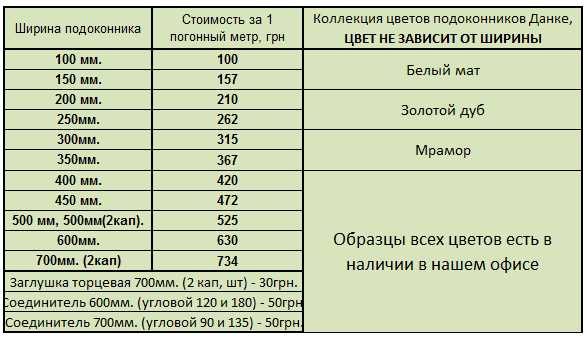 Ширина подоконника
Стоимость за 1
погонный метр, грн
Коллекция цветов подоконников Данке,
ЦВЕТ НЕ ЗАВИСИТ ОТ ШИРИНЫ
100 мм. 100
150 мм. 157
Белый мат
200 мм. 210
250мм. 262
Золотой дуб
300мм. 315
350мм. 367
Мрамор
400 мм. 420
450 мм. 472
500 мм, 500мм(2кап). 525
600мм. 630
700мм. (2кап) 734
Образцы всех цветов есть в
наличии в нашем офисе
Заглушка торцевая 700мм. (2 кап, шт) - 30грн.
Соединитель 600мм. (угловой 120 и 180) - 50грн
Соединитель 700мм. (угловой 90 и 135) - 50грн.